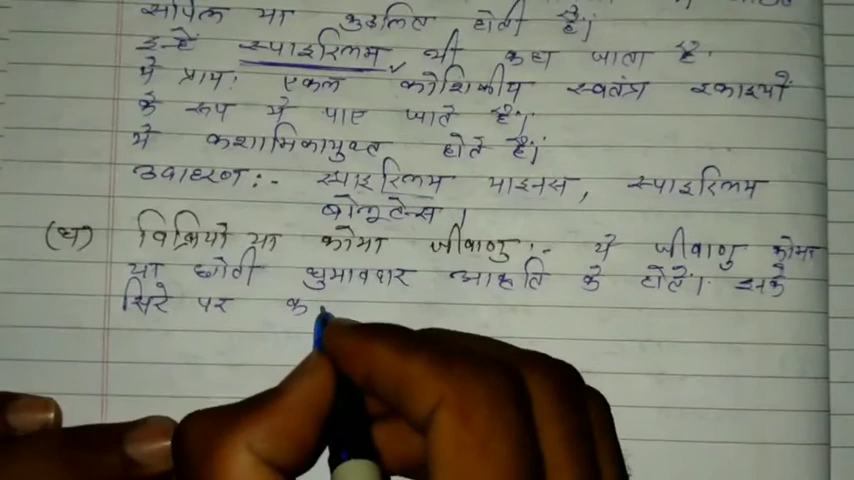 सर्पिल या कुंडलित होती हैं।
इन्हें स्पाइरिलम भी कहा जाता है.
ये प्राय: एकल कोशिकीय स्वतंत्र इकाइयों
के रूप में पाए जाते हैं।
ये कशाभिकायुक्त होते हैं।
उदाहरण:- स्पाइरिलम माइनस, स्पाइरिलम
वोलूटेन्स।
(घ) विब्रियो या कोमा जीवाणु:- ये जीवाणु कोमा
या छोटी घुमावदार आकृति के होते हैं। इनके
सिरे पर क